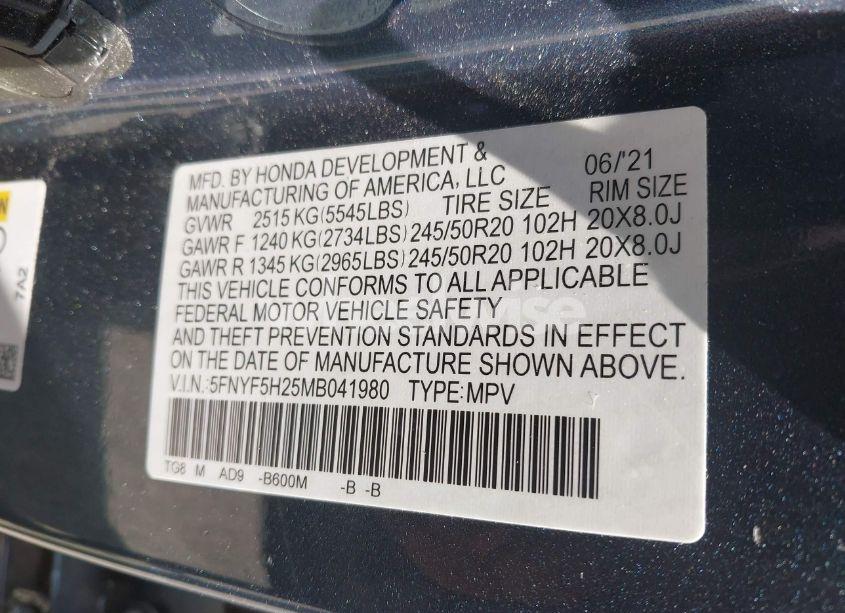 MFD. BY HONDA DEVELOPMENT & 06/'21
MANUFACTURING OF AMERICA, LLC
GVWR 2515 KG(5545LBS) TIRE SIZE RIM SIZE
GAWR F 1240 KG(2734LBS) 245/50R20 102H 20X8.0J
GAWR R 1345 KG(2965LBS) 245/50R20 102H 20X8.0J
THIS VEHICLE CONFORMS TO ALL APPLICABLE
FEDERAL MOTOR VEHICLE SAFETY
AND THEFT PREVENTION STANDARDS IN EFFECT
ON THE DATE OF MANUFACTURE SHOWN ABOVE.
V.I.N.:5FNYF5H25MB041980 TYPE:MPV
TG8 M AD9 -B600M -B -B
7A2